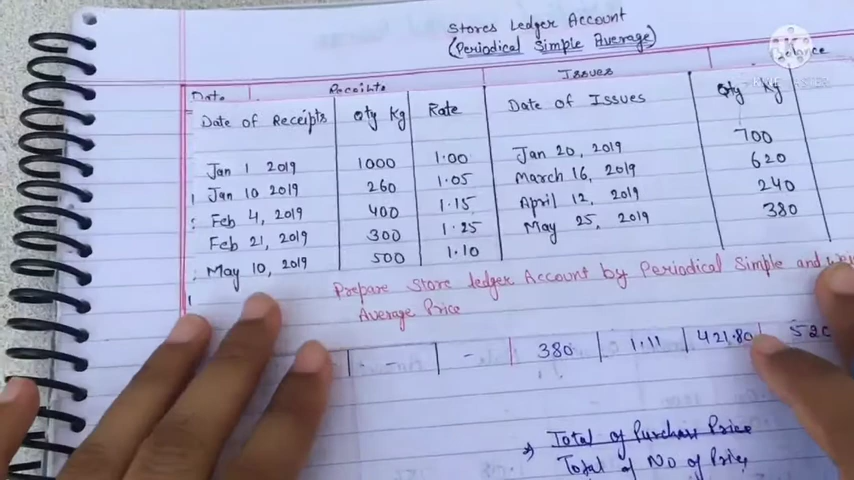 Stores Ledger Account
(Periodical Simple Average)
Date Receipts Issues Balance
Date of Receipts Qty Kg Rate Date of Issues Qty Kg
Jan 1 2019 1000 1.00 Jan 20, 2019 700
Jan 10 2019 260 1.05 March 16, 2019 620
Feb 4, 2019 400 1.15 April 12, 2019 240
Feb 21, 2019 300 1.25 May 25, 2019 380
May 10, 2019 500 1.10
Prepare Store ledger Account by Periodical Simple and
Average Price
- - - 380 1.11 421.80 520
Total of Purchase Price
Total of No of Price